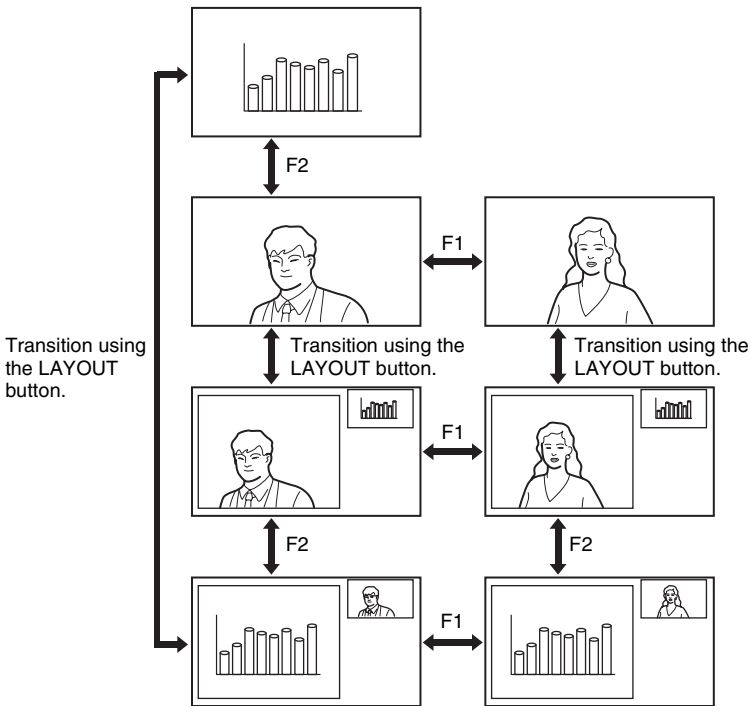 F2
F1
Transition using
the LAYOUT
button.
Transition using the
LAYOUT button.
Transition using the
LAYOUT button.
F1
F2
F2
F1